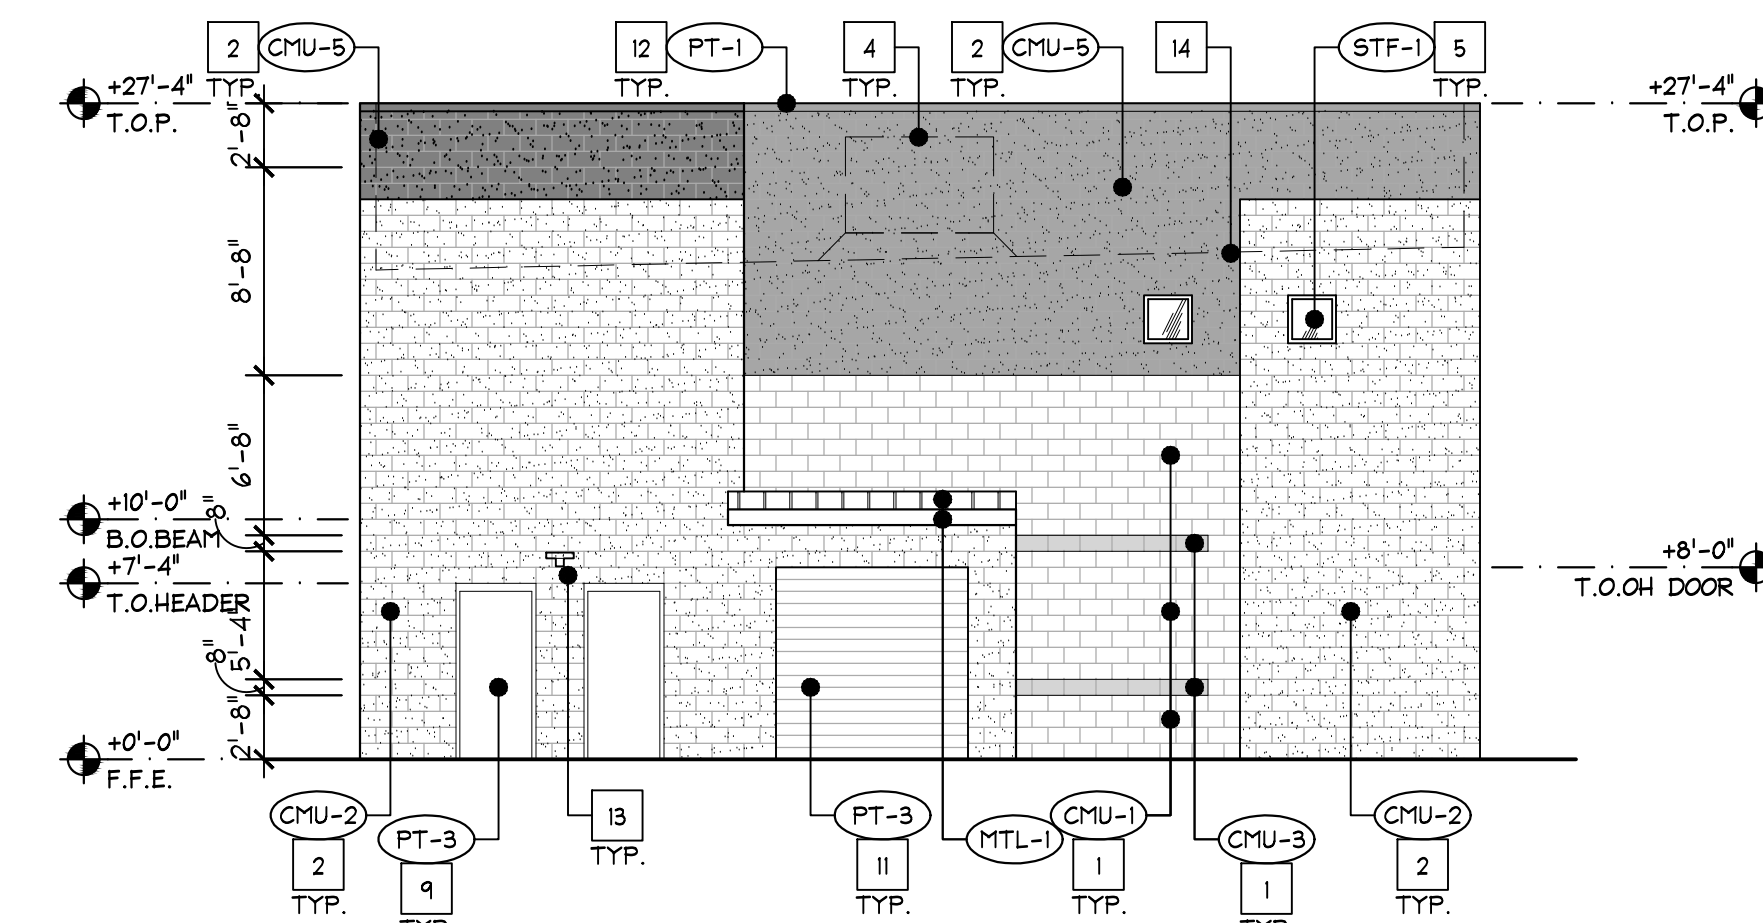 2 CMU-5
TYP.
12 PT-1
TYP.
4
TYP.
2 CMU-5
TYP.
14
STF-1 5
TYP.
+27'-4"
T.O.P.
+27'-4"
T.O.P.
2'-8"
8'-8"
6'-8"
8"
+10'-0"
B.O.BEAM
+7'-4"
T.O.HEADER
5'-4"
8"
2'-8"
+0'-0"
F.F.E.
+8'-0"
T.O.OH DOOR
CMU-2
2
TYP.
PT-3
9
TYP.
13
TYP.
PT-3
11
TYP.
MTL-1
CMU-1
1
TYP.
CMU-3
1
TYP.
CMU-2
2
TYP.